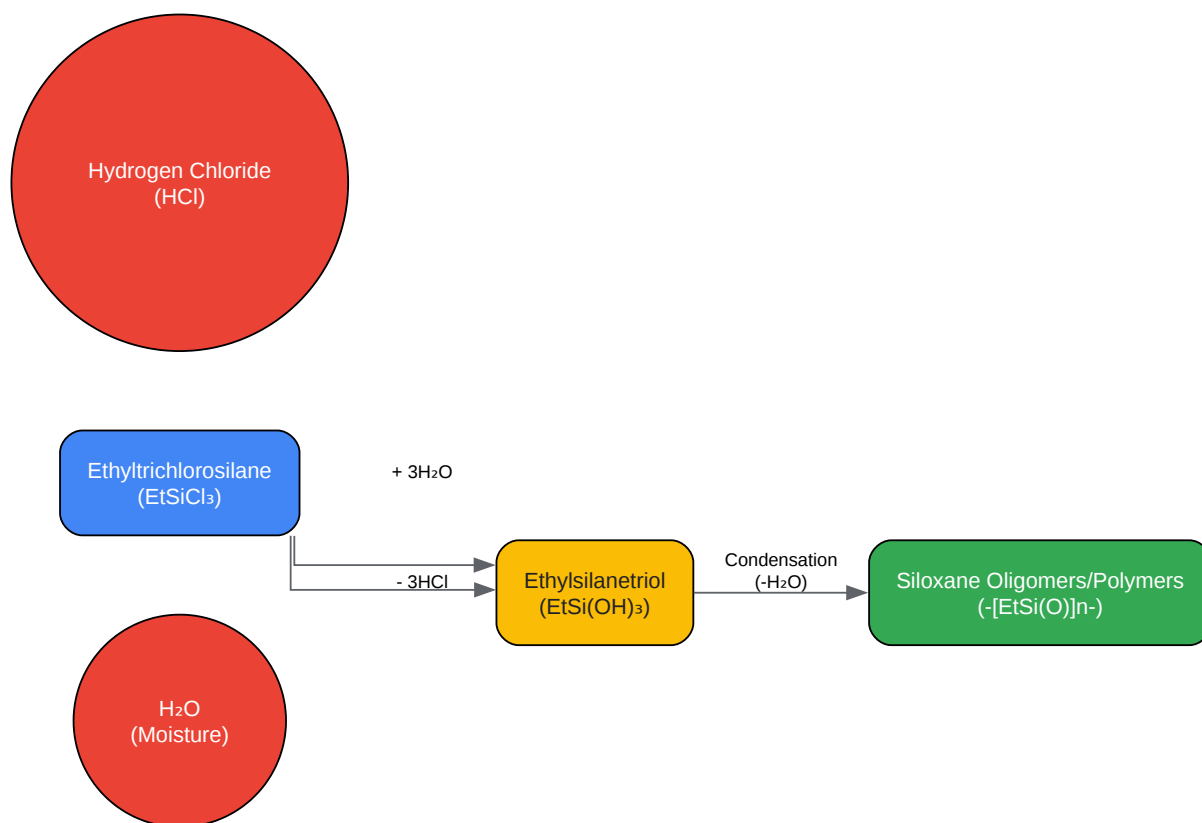 Hydrogen Chloride
(HCl)
Ethyltrichlorosilane
(EtSiCl₃)
+ 3H₂O
- 3HCl
Ethylsilanetriol
(EtSi(OH)₃)
Condensation
(-H₂O)
Siloxane Oligomers/Polymers
(-[EtSi(O)]n-)
H₂O
(Moisture)